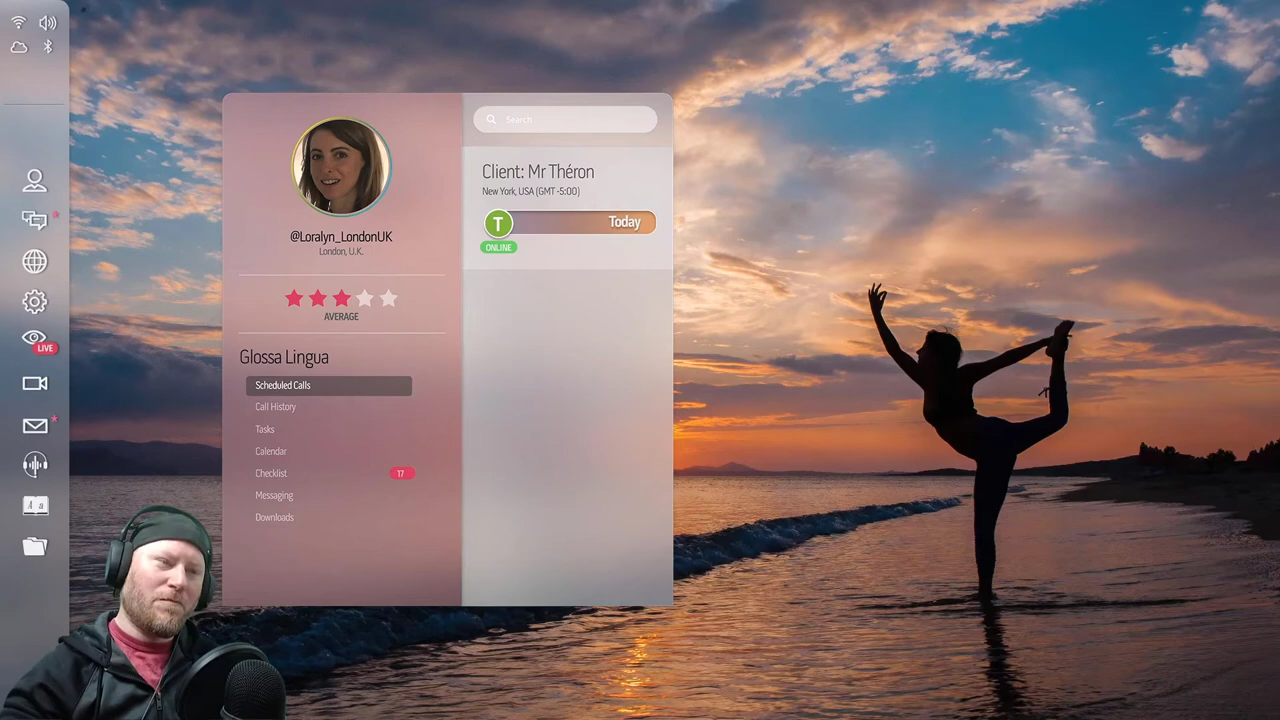 LIVE
@Loralyn_LondonUK
London, U.K.
AVERAGE
Glossa Lingua
Scheduled Calls
Call History
Tasks
Calendar
Checklist 17
Messaging
Downloads
Search
Client: Mr Théron
New York, USA (GMT -5:00)
T Today
ONLINE